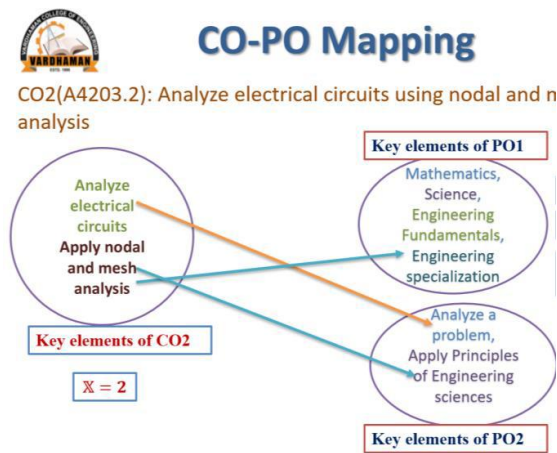 VARDHAMAN COLLEGE OF ENGINEERING
VARDHAMAN
ESTD. 1999
CO-PO Mapping
CO2(A4203.2): Analyze electrical circuits using nodal and m
analysis
Key elements of PO1
Mathematics,
Science,
Engineering
Fundamentals,
Engineering
specialization
Analyze
electrical
circuits
Apply nodal
and mesh
analysis
Key elements of CO2
𝕏 = 2
Analyze a
problem,
Apply Principles
of Engineering
sciences
Key elements of PO2